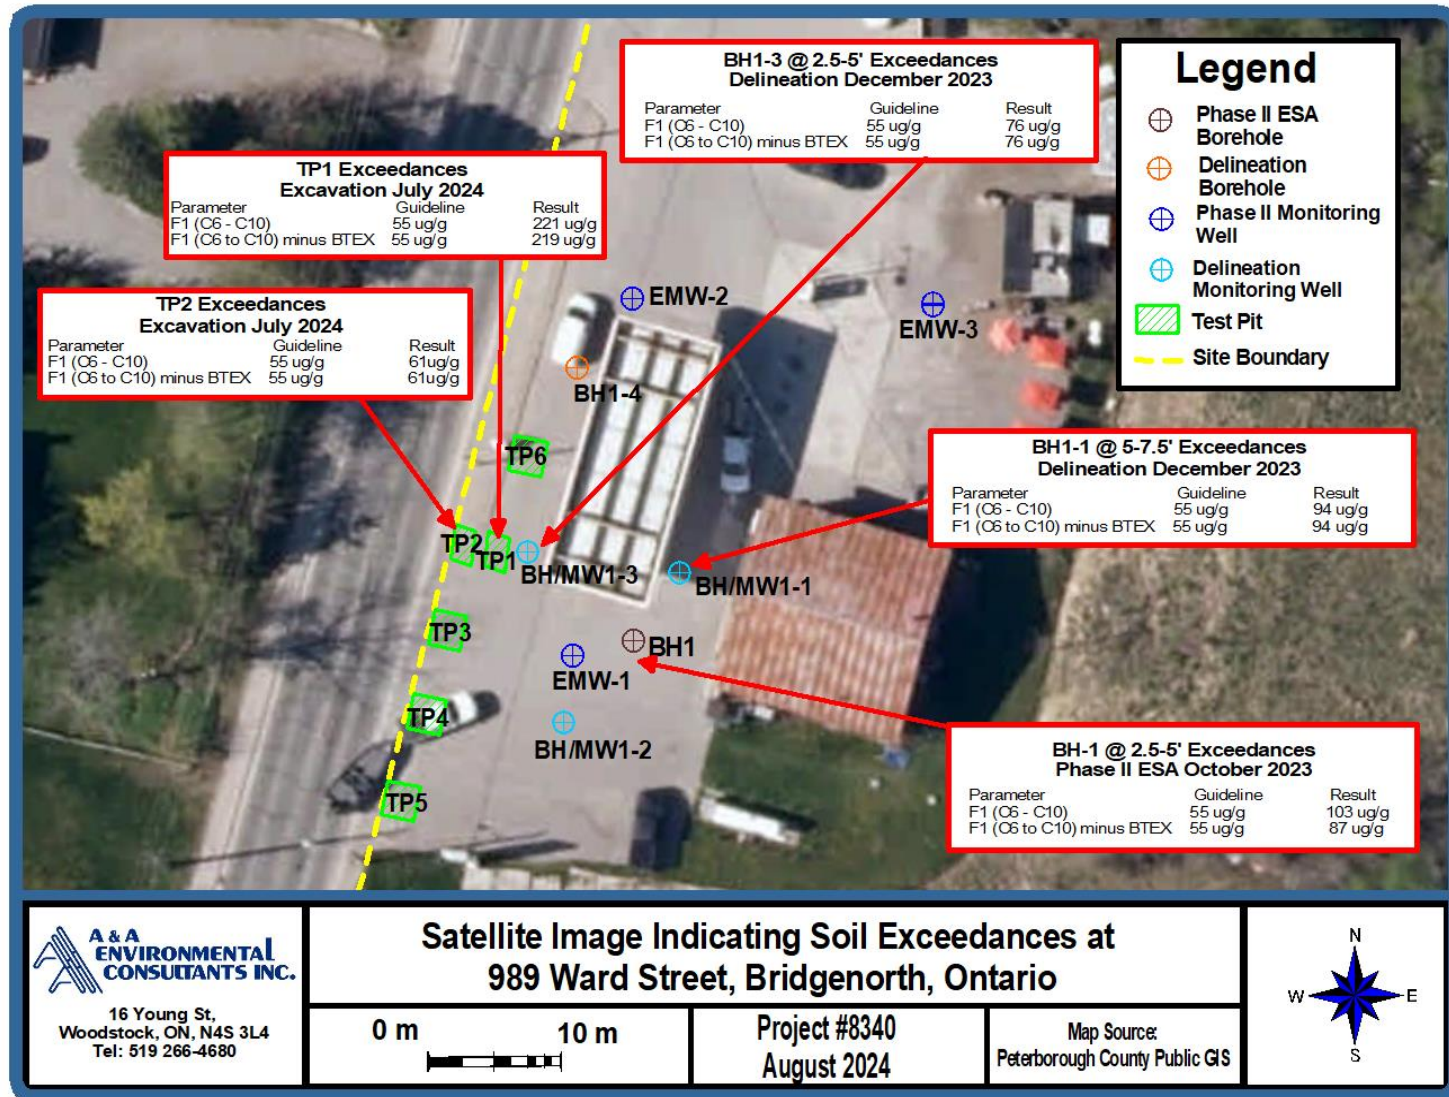 BH1-3 @ 2.5-5' Exceedances
Delineation December 2023
Parameter Guideline Result
F1 (C6 - C10) 55 ug/g 76 ug/g
F1 (C6 to C10) minus BTEX 55 ug/g 76 ug/g
Legend
Phase II ESA
Borehole
Delineation
Borehole
Phase II Monitoring
Well
Delineation
Monitoring Well
Test Pit
Site Boundary
TP1 Exceedances
Excavation July 2024
Parameter Guideline Result
F1 (C6 - C10) 55 ug/g 221 ug/g
F1 (C6 to C10) minus BTEX 55 ug/g 219 ug/g
TP2 Exceedances
Excavation July 2024
Parameter Guideline Result
F1 (C6 - C10) 55 ug/g 61ug/g
F1 (C6 to C10) minus BTEX 55 ug/g 61ug/g
EMW-2
EMW-3
BH1-4
TP6
BH1-1 @ 5-7.5' Exceedances
Delineation December 2023
Parameter Guideline Result
F1 (C6 - C10) 55 ug/g 94 ug/g
F1 (C6 to C10) minus BTEX 55 ug/g 94 ug/g
TP2
TP1
BH/MW1-3
BH/MW1-1
TP3
BH1
EMW-1
TP4
BH/MW1-2
TP5
BH-1 @ 2.5-5' Exceedances
Phase II ESA October 2023
Parameter Guideline Result
F1 (C6 - C10) 55 ug/g 103 ug/g
F1 (C6 to C10) minus BTEX 55 ug/g 87 ug/g
A & A
ENVIRONMENTAL
CONSULTANTS INC.
16 Young St,
Woodstock, ON, N4S 3L4
Tel: 519 266-4680
Satellite Image Indicating Soil Exceedances at
989 Ward Street, Bridgenorth, Ontario
0 m 10 m
Project #8340
August 2024
Map Source:
Peterborough County Public GIS
N
W E
S